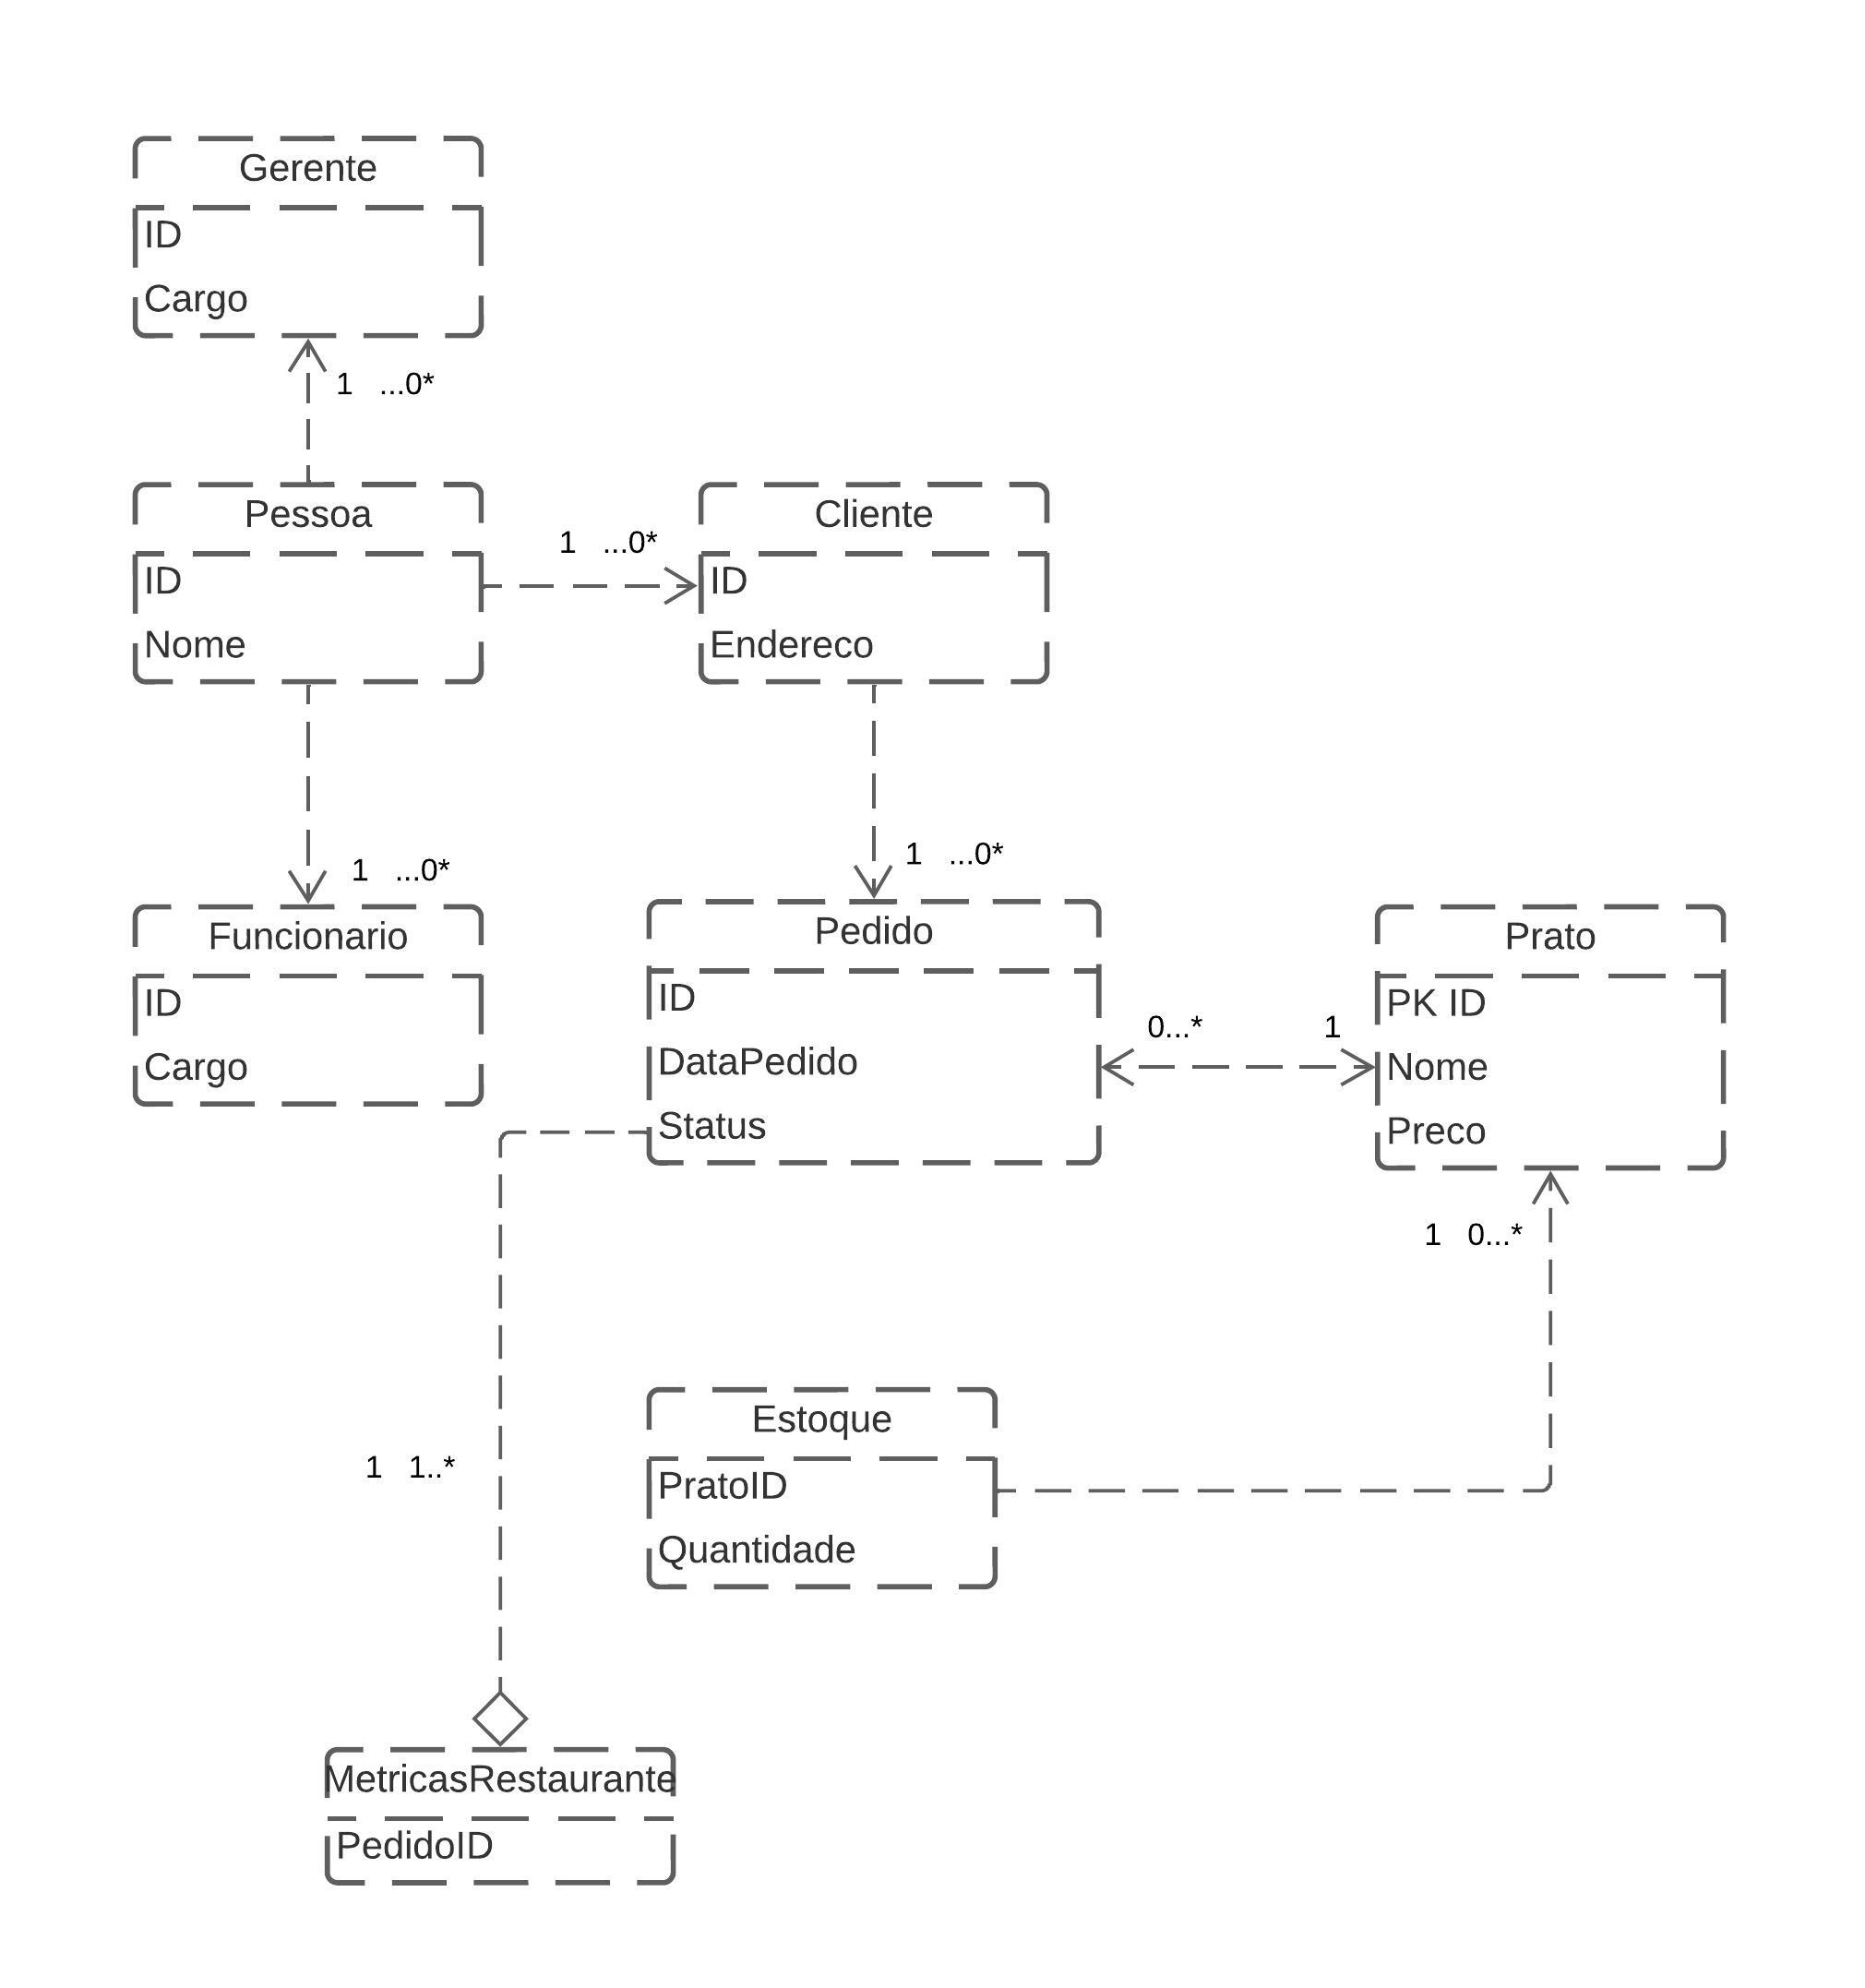 Gerente
ID
Cargo
1 ...0*
Pessoa
ID
Nome
1 ...0*
Cliente
ID
Endereco
1 ...0*
Funcionario
ID
Cargo
1 ...0*
Pedido
ID
DataPedido
Status
0...* 1
Prato
PK ID
Nome
Preco
1 0...*
Estoque
PratoID
Quantidade
1 1..*
MetricasRestaurante
PedidoID